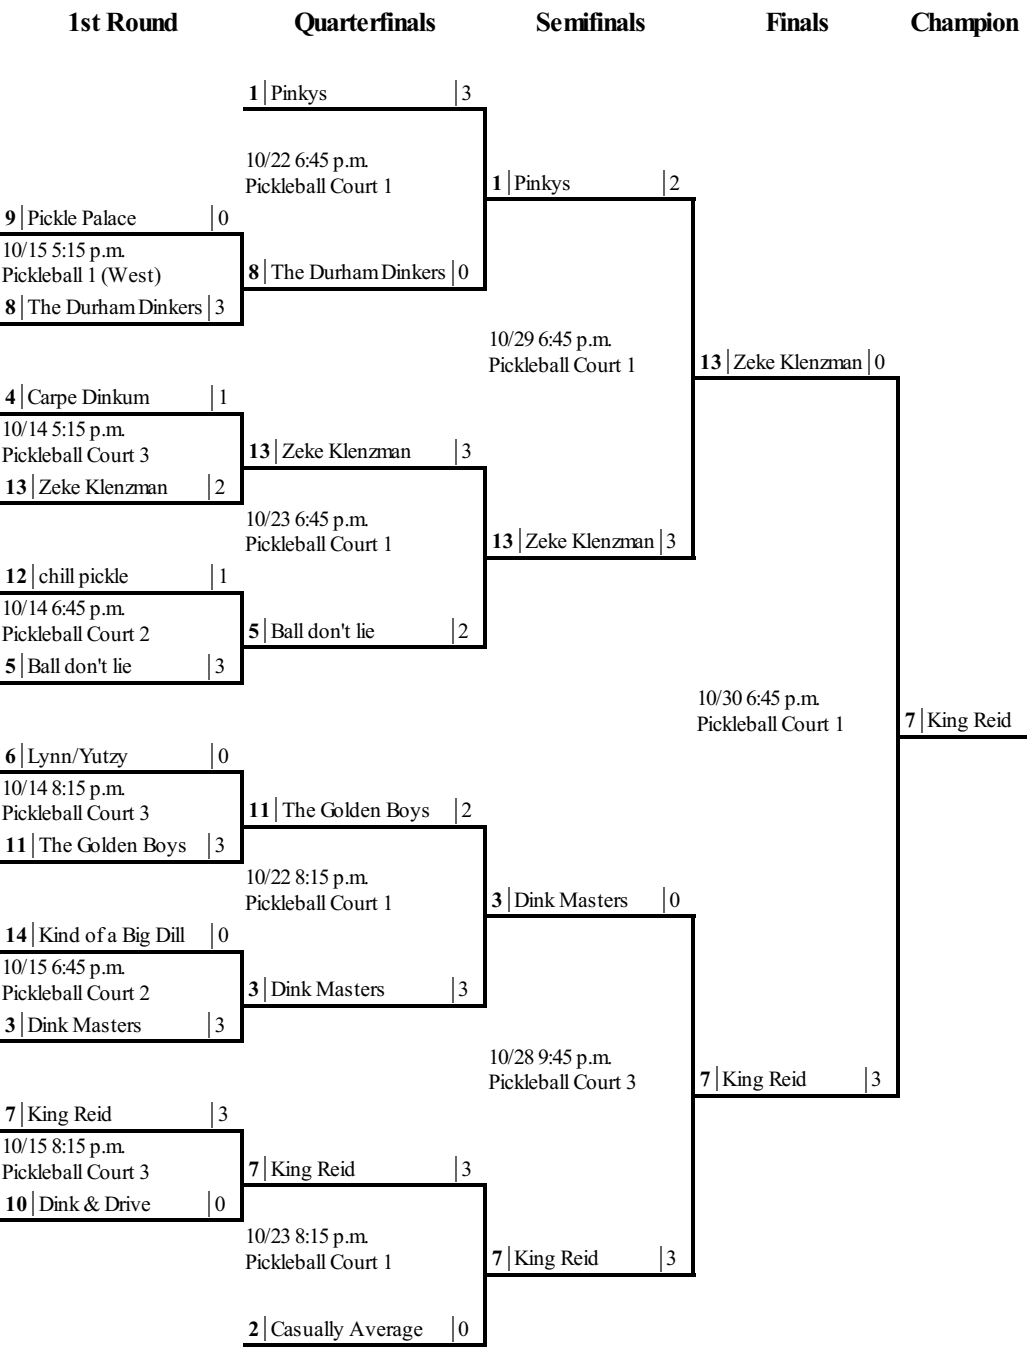 1st Round Quarterfinals Semifinals Finals Champion
1 Pinkys 3
10/22 6:45 p.m.
Pickleball Court 1
1 Pinkys 2
9 Pickle Palace 0
10/15 5:15 p.m.
Pickleball 1 (West)
8 The Durham Dinkers 0
8 The Durham Dinkers 3
10/29 6:45 p.m.
Pickleball Court 1
13 Zeke Klenzman 0
4 Carpe Dinkum 1
10/14 5:15 p.m.
Pickleball Court 3
13 Zeke Klenzman 3
13 Zeke Klenzman 2
10/23 6:45 p.m.
Pickleball Court 1
13 Zeke Klenzman 3
12 chill pickle 1
10/14 6:45 p.m.
Pickleball Court 2
5 Ball don't lie 2
5 Ball don't lie 3
10/30 6:45 p.m.
Pickleball Court 1
7 King Reid
6 Lynn/Yutzy 0
10/14 8:15 p.m.
Pickleball Court 3
11 The Golden Boys 2
11 The Golden Boys 3
10/22 8:15 p.m.
Pickleball Court 1
3 Dink Masters 0
14 Kind of a Big Dill 0
10/15 6:45 p.m.
Pickleball Court 2
3 Dink Masters 3
3 Dink Masters 3
10/28 9:45 p.m.
Pickleball Court 3
7 King Reid 3
7 King Reid 3
10/15 8:15 p.m.
Pickleball Court 3
7 King Reid 3
10 Dink & Drive 0
10/23 8:15 p.m.
Pickleball Court 1
7 King Reid 3
2 Casually Average 0